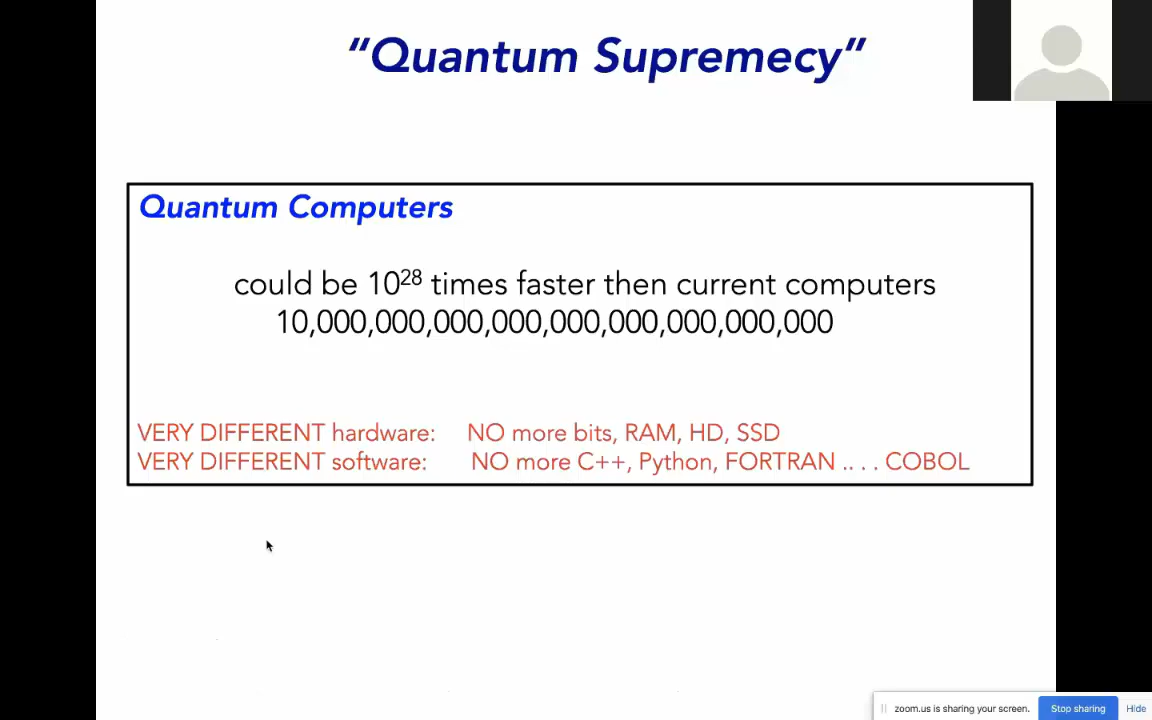 "Quantum Supremecy"
Quantum Computers
could be 10²⁸ times faster then current computers
10,000,000,000,000,000,000,000,000,000
VERY DIFFERENT hardware: NO more bits, RAM, HD, SSD
VERY DIFFERENT software: NO more C++, Python, FORTRAN .. . . COBOL
zoom.us is sharing your screen. Stop sharing Hide